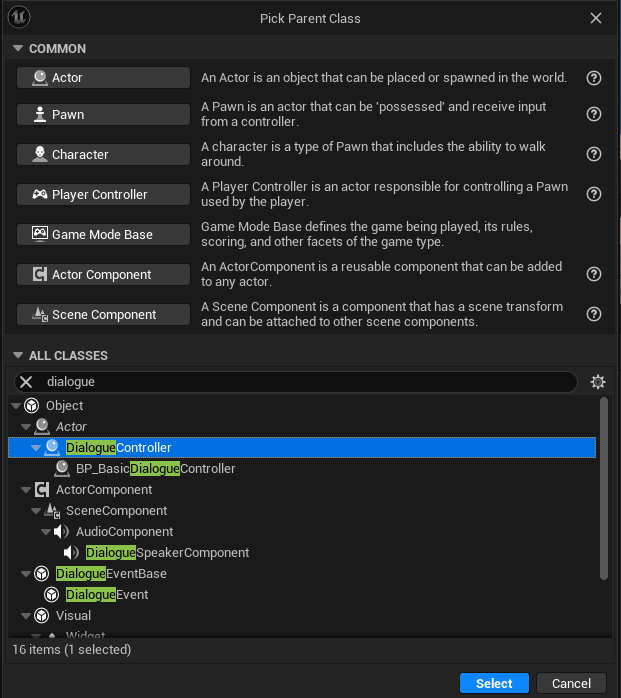 Pick Parent Class
COMMON
Actor
An Actor is an object that can be placed or spawned in the world.
Pawn
A Pawn is an actor that can be 'possessed' and receive input
from a controller.
Character
A character is a type of Pawn that includes the ability to walk
around.
Player Controller
A Player Controller is an actor responsible for controlling a Pawn
used by the player.
Game Mode Base
Game Mode Base defines the game being played, its rules,
scoring, and other facets of the game type.
Actor Component
An ActorComponent is a reusable component that can be added
to any actor.
Scene Component
A Scene Component is a component that has a scene transform
and can be attached to other scene components.
ALL CLASSES
dialogue
Object
Actor
DialogueController
BP_BasicDialogueController
ActorComponent
SceneComponent
AudioComponent
DialogueSpeakerComponent
DialogueEventBase
DialogueEvent
Visual
Widget
16 items (1 selected)
Select Cancel